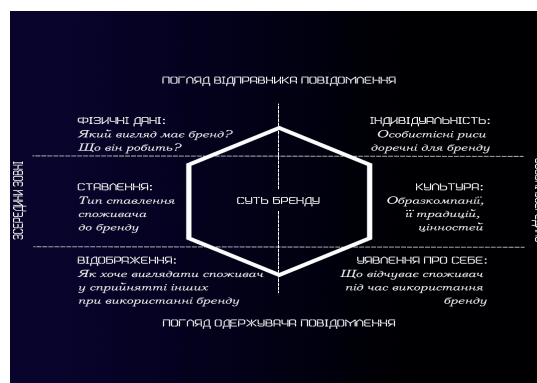 ПОГЛЯД ВІДПРАВНИКА ПОВІДОМЛЕННЯ
ФІЗИЧНІ ДАНІ:
Який вигляд має бренд?
Що він робить?
ІНДИВІДУАЛЬНІСТЬ:
Особистісні риси
доречні для бренду
ЗСЕРЕДИНИ ЗОВНІ
СТАВЛЕННЯ:
Тип ставлення
споживача
до бренду
СУТЬ БРЕНДУ
КУЛЬТУРА:
Образкомпанії,
її традицій,
цінностей
ВІДОБРАЖЕННЯ:
Як хоче виглядати споживач
у сприйнятті інших
при використанні бренду
УЯВЛЕННЯ ПРО СЕБЕ:
Що відчуває споживач
під час використання
бренду
ПОГЛЯД ОДЕРЖУВАЧА ПОВІДОМЛЕННЯ